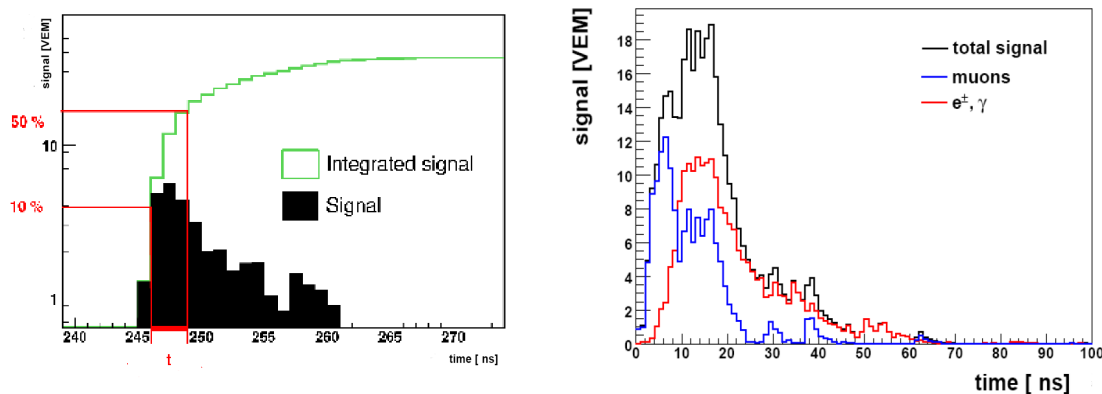 signal [VEM]
50 %
10
10 %
1
Integrated signal
Signal
240
245
250
255
260
265
270
t
time [ ns]
signal [VEM]
18
16
14
12
10
8
6
4
2
0
total signal
muons
e±, γ
0 10 20 30 40 50 60 70 80 90 100
time [ ns]